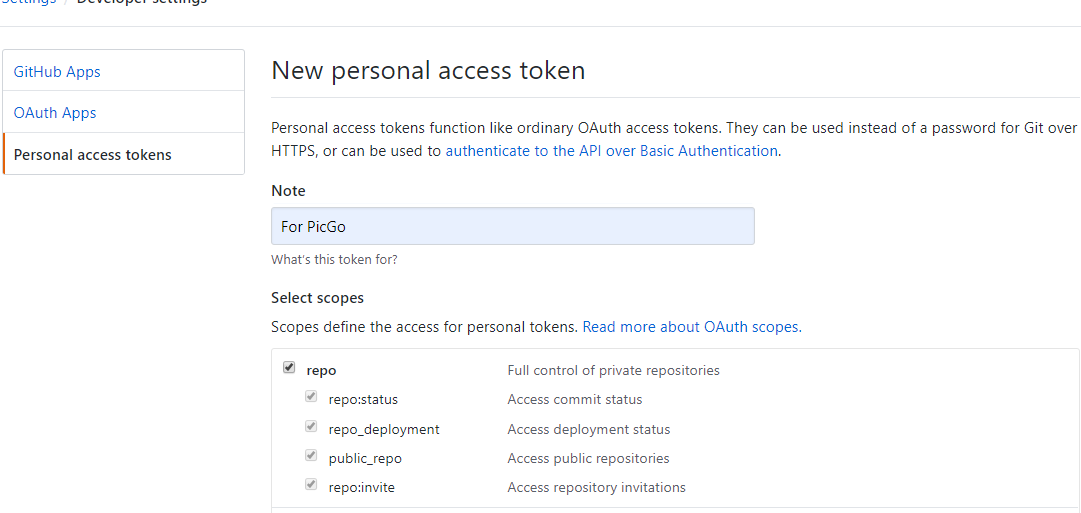 Settings / Developer settings
GitHub Apps
OAuth Apps
Personal access tokens
New personal access token
Personal access tokens function like ordinary OAuth access tokens. They can be used instead of a password for Git over
HTTPS, or can be used to authenticate to the API over Basic Authentication.
Note
For PicGo
What's this token for?
Select scopes
Scopes define the access for personal tokens. Read more about OAuth scopes.
repo Full control of private repositories
repo:status Access commit status
repo_deployment Access deployment status
public_repo Access public repositories
repo:invite Access repository invitations